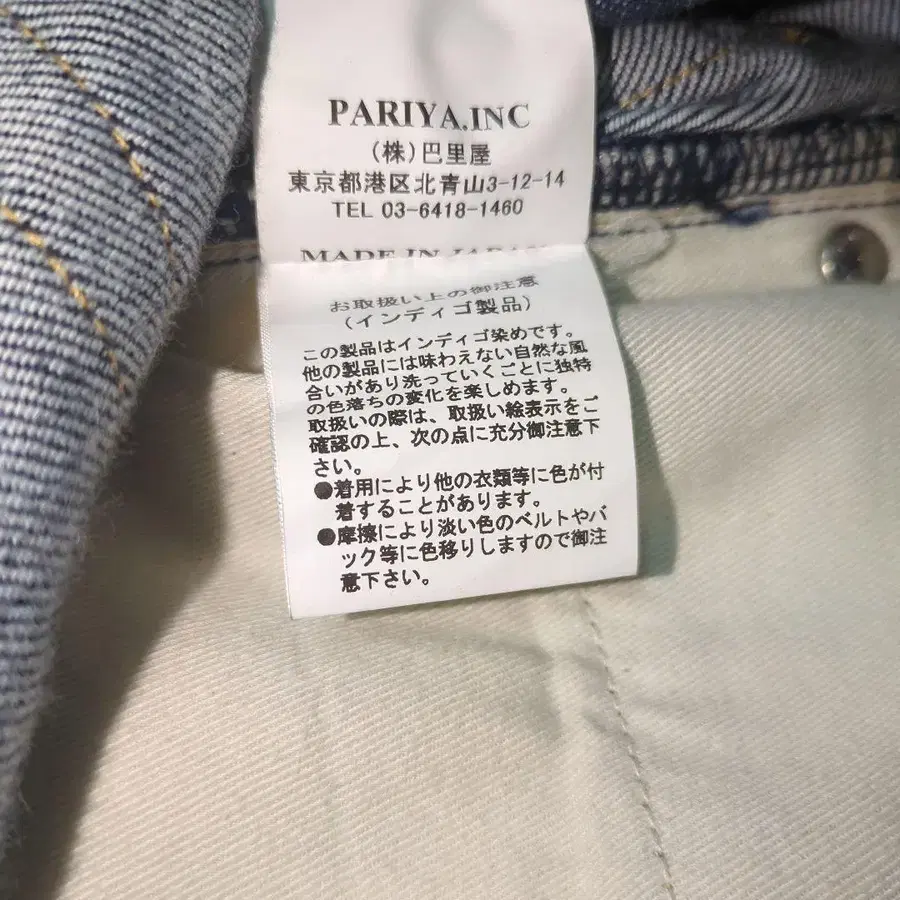 PARIYA.INC
(株)巴里屋
東京都港区北青山3-12-14
TEL 03-6418-1460
MADE IN JAPAN
お取扱い上の御注意
(インディゴ製品)
この製品はインディゴ染めです。
他の製品には味わえない自然な風
合いがあり洗っていくごとに独特
の色落ちの変化を楽しめます。
取扱いの際は、取扱い絵表示をご
確認の上、次の点に充分御注意下
さい。
●着用により他の衣類等に色が付
着することがあります。
●摩擦により淡い色のベルトやバ
ック等に色移りしますので御注
意下さい。